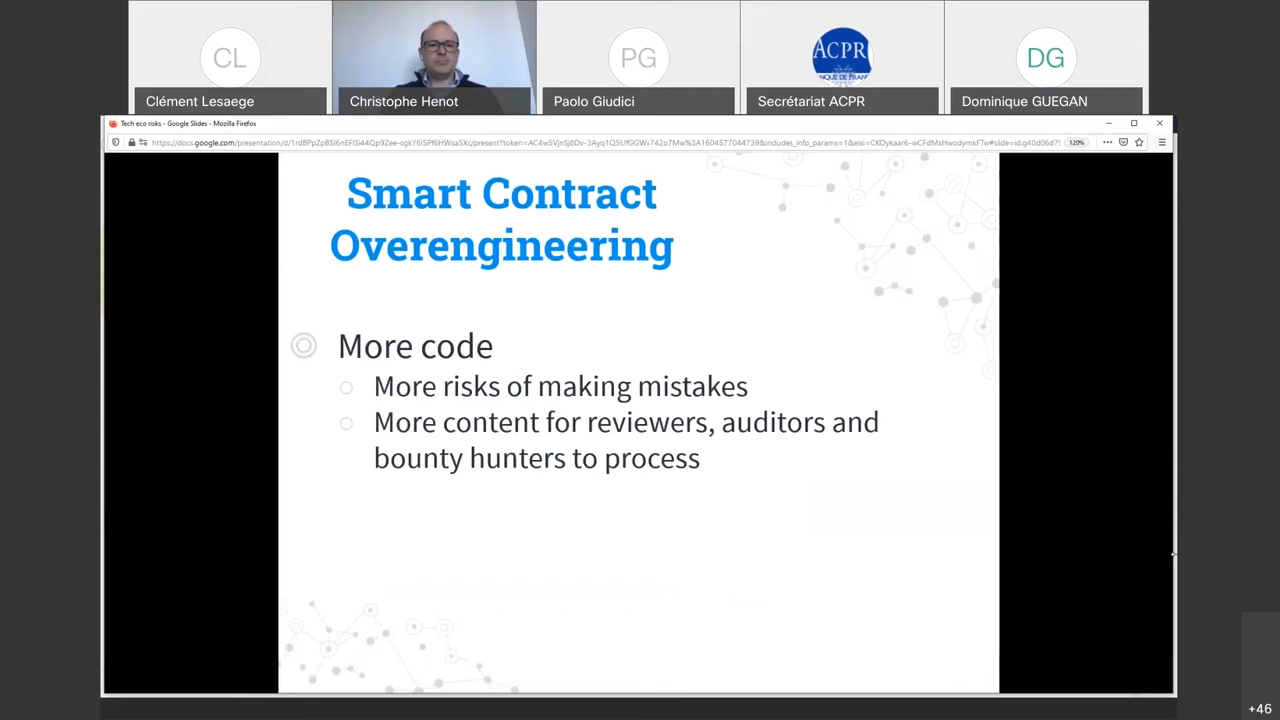 CL
PG
ACPR
DG
Clément Lesaege
Christophe Henot
Paolo Giudici
Secrétariat ACPR
Dominique GUEGAN
Tech eco risks - Google Slides - Mozilla Firefox
120%
Smart Contract
Overengineering
More code
More risks of making mistakes
More content for reviewers, auditors and
bounty hunters to process
+46